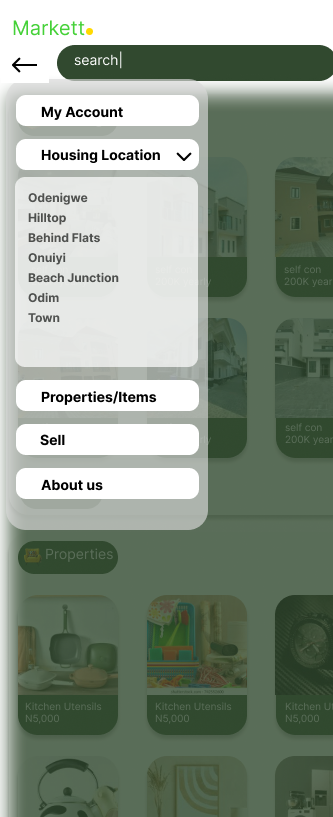 Markett
search
My Account
Housing Location
Odenigwe
Hilltop
Behind Flats
Onuiyi
Beach Junction
Odim
Town
Properties/Items
Sell
About us
self con
200K year
self con
200K year
Properties
Kitchen Utensils
N5,000
Kitchen Utensils
N5,000
Kitchen Ut
N5,000